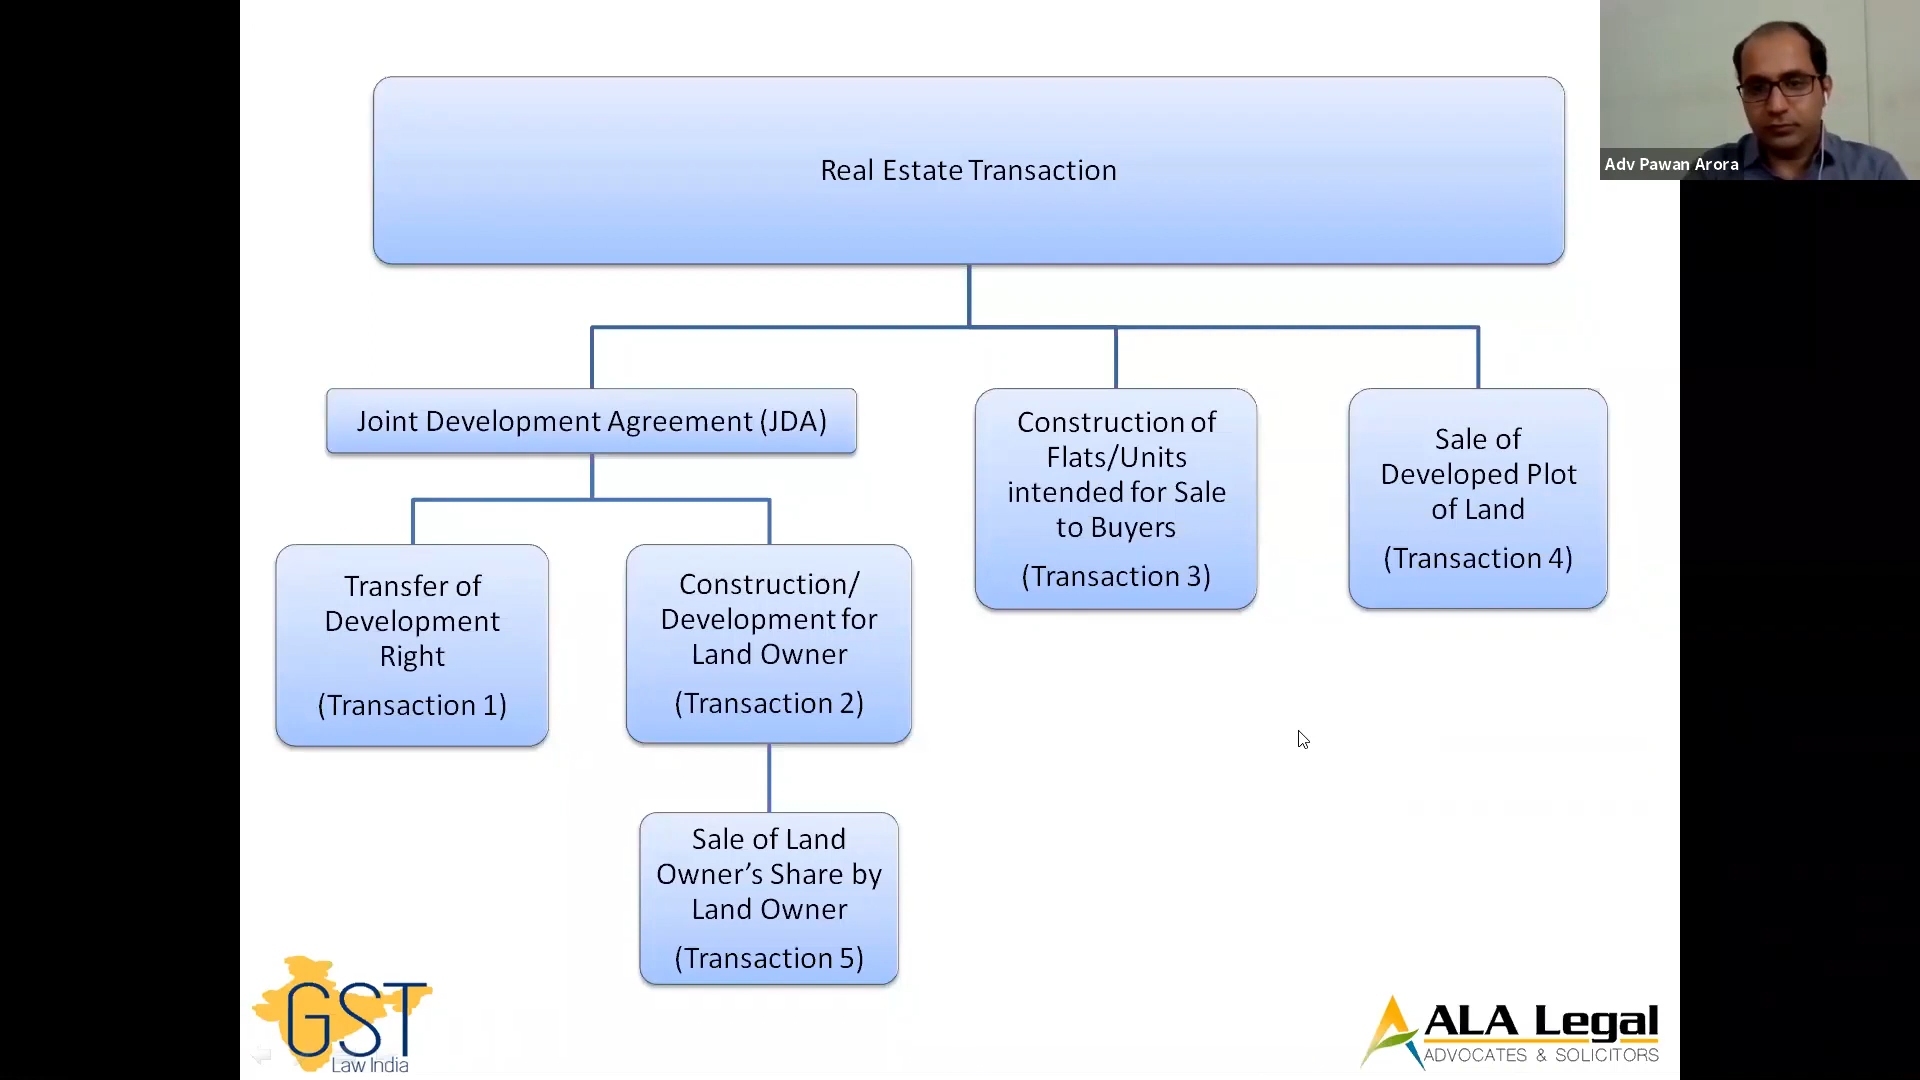 Real Estate Transaction
Adv Pawan Arora
Joint Development Agreement (JDA)
Construction of
Flats/Units
intended for Sale
to Buyers
(Transaction 3)
Sale of
Developed Plot
of Land
(Transaction 4)
Transfer of
Development
Right
(Transaction 1)
Construction/
Development for
Land Owner
(Transaction 2)
Sale of Land
Owner’s Share by
Land Owner
(Transaction 5)
GST
Law India
ALA Legal
ADVOCATES & SOLICITORS